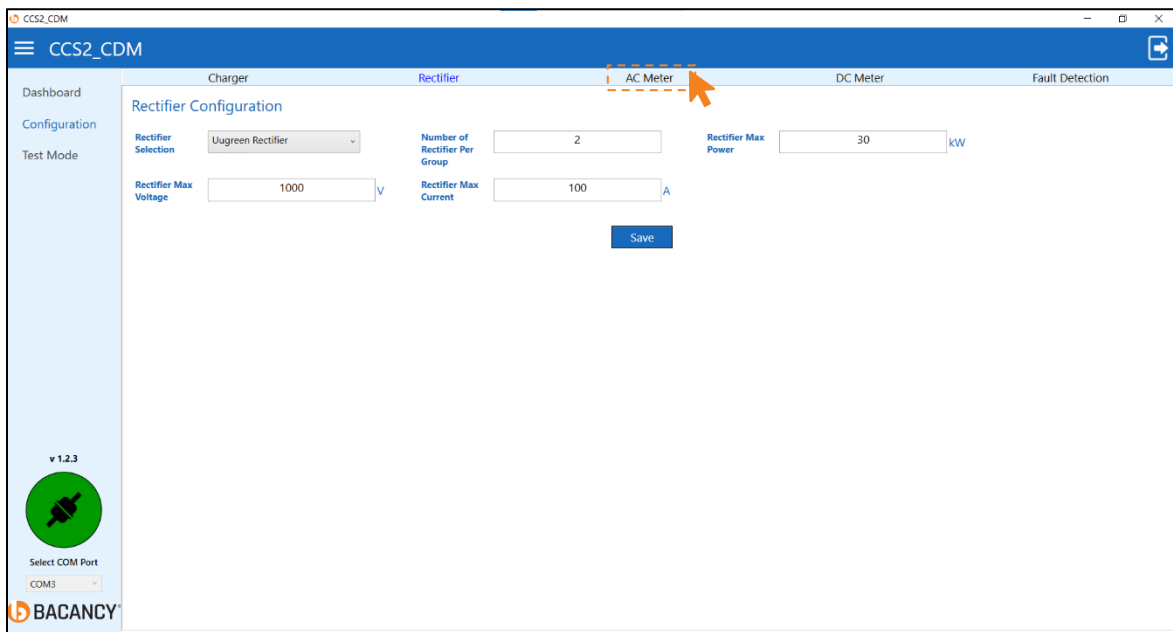 CCS2_CDM
CCS2_CDM
Charger Rectifier AC Meter DC Meter Fault Detection
Dashboard
Configuration
Test Mode
Rectifier Configuration
Rectifier Selection
Uugreen Rectifier
Number of Rectifier Per Group
2
Rectifier Max Power
30
kW
Rectifier Max Voltage
1000
V
Rectifier Max Current
100
A
Save
v 1.2.3
Select COM Port
COM3
BACANCY